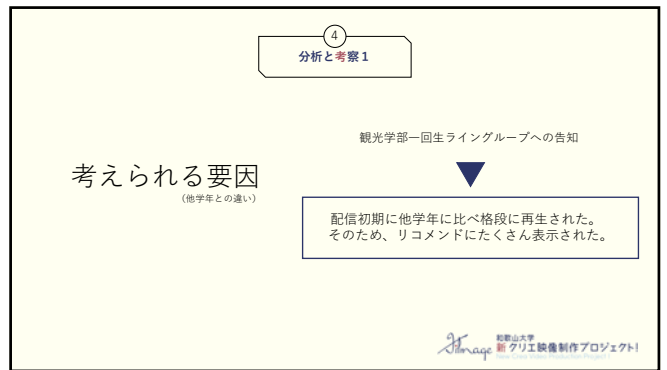 4
分析と考察1
観光学部一回生ライングループへの告知
考えられる要因
(他学年との違い)
配信初期に他学年に比べ格段に再生された。
そのため、リコメンドにたくさん表示された。
和歌山大学
新クリエ映像制作プロジェクト!